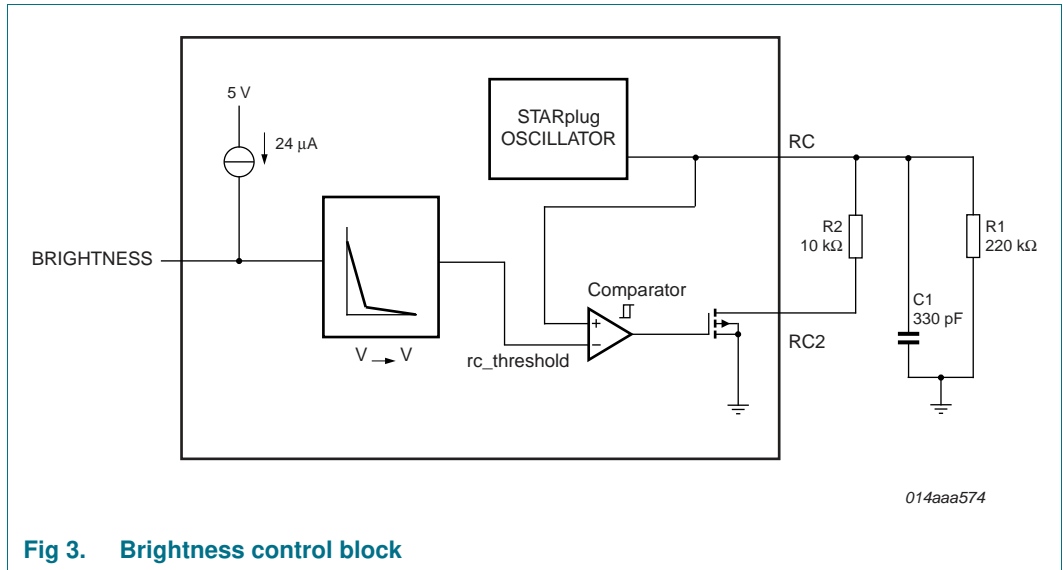 5 V
24 μA
STARplug
OSCILLATOR
RC
BRIGHTNESS
R2
10 kΩ
R1
220 kΩ
C1
330 pF
Comparator
+
−
RC2
V → V
rc_threshold
014aaa574
Fig 3. Brightness control block